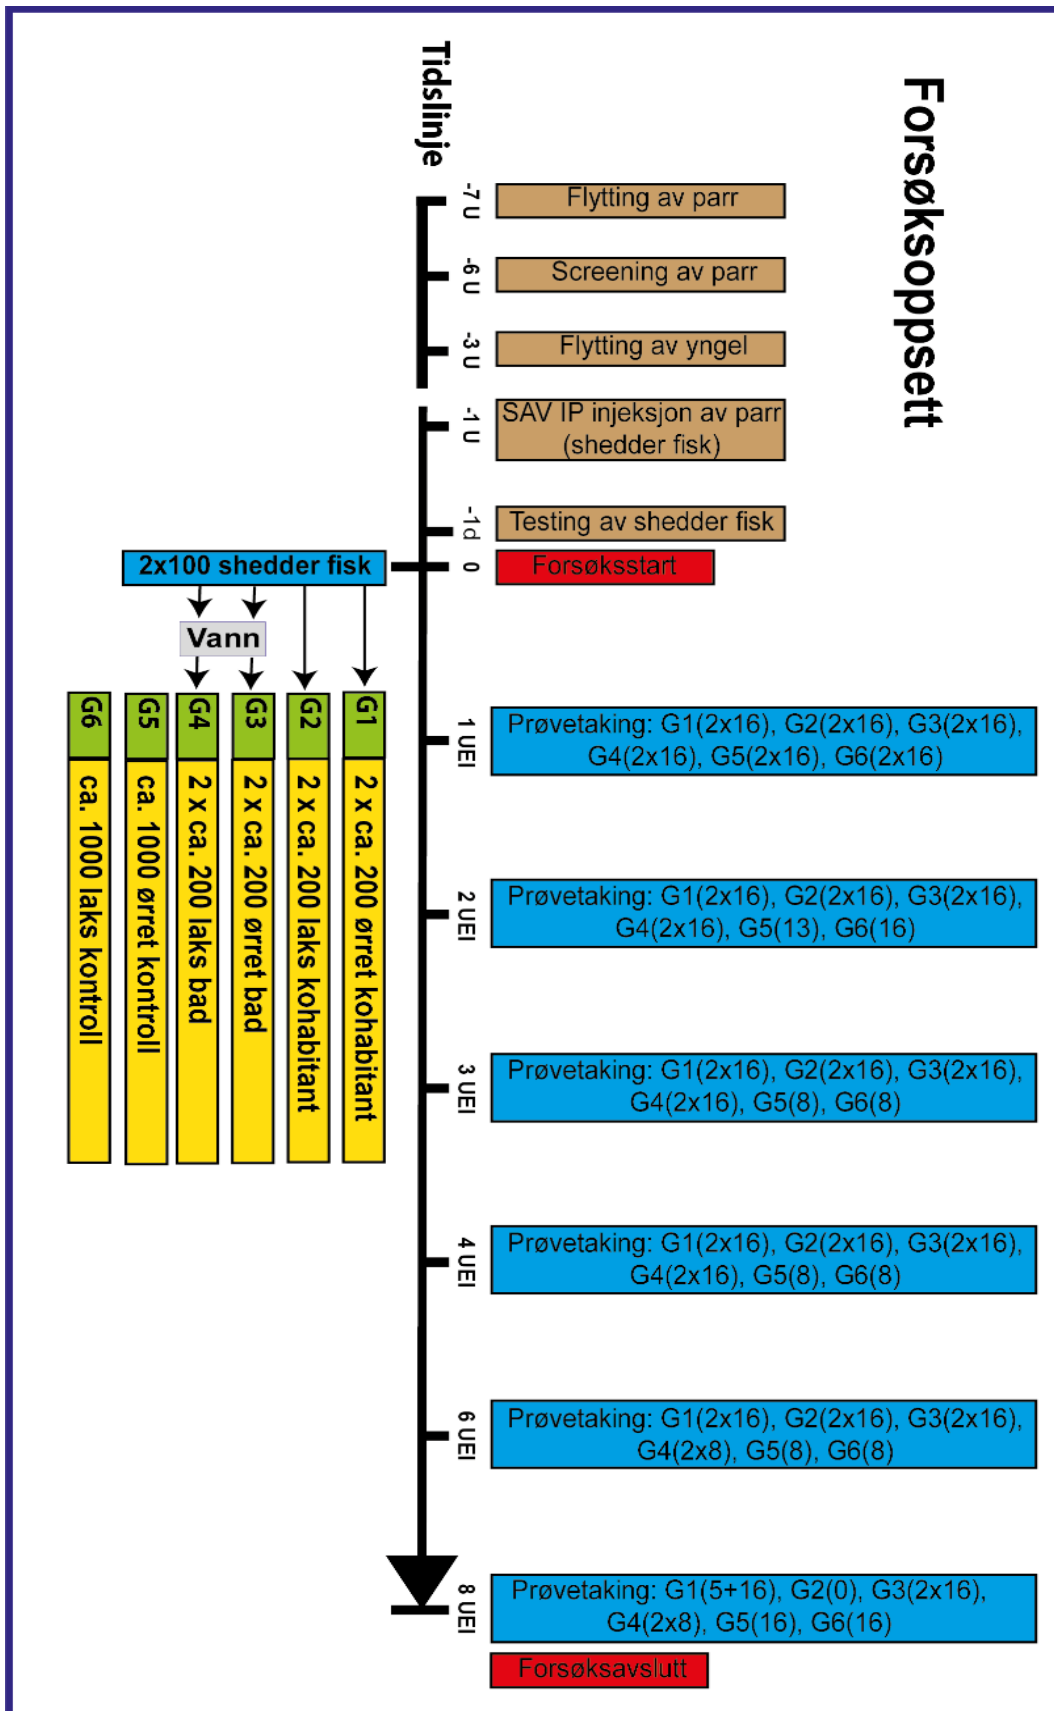 Forsøksoppsett
Tidslinje
-7 U
Flytting av parr
-6 U
Screening av parr
-3 U
Flytting av yngel
-1 U
SAV IP injeksjon av parr
(shedder fisk)
-1d
Testing av shedder fisk
0
Forsøksstart
2x100 shedder fisk
Vann
G1
2 x ca. 200 ørret kohabitant
G2
2 x ca. 200 laks kohabitant
G3
2 x ca. 200 ørret bad
G4
2 x ca. 200 laks bad
G5
ca. 1000 ørret kontroll
G6
ca. 1000 laks kontroll
1 UEI
Prøvetaking: G1(2x16), G2(2x16), G3(2x16),
G4(2x16), G5(2x16), G6(2x16)
2 UEI
Prøvetaking: G1(2x16), G2(2x16), G3(2x16),
G4(2x16), G5(13), G6(16)
3 UEI
Prøvetaking: G1(2x16), G2(2x16), G3(2x16),
G4(2x16), G5(8), G6(8)
4 UEI
Prøvetaking: G1(2x16), G2(2x16), G3(2x16),
G4(2x16), G5(8), G6(8)
6 UEI
Prøvetaking: G1(2x16), G2(2x16), G3(2x16),
G4(2x8), G5(8), G6(8)
8 UEI
Prøvetaking: G1(5+16), G2(0), G3(2x16),
G4(2x8), G5(16), G6(16)
Forsøksavslutt